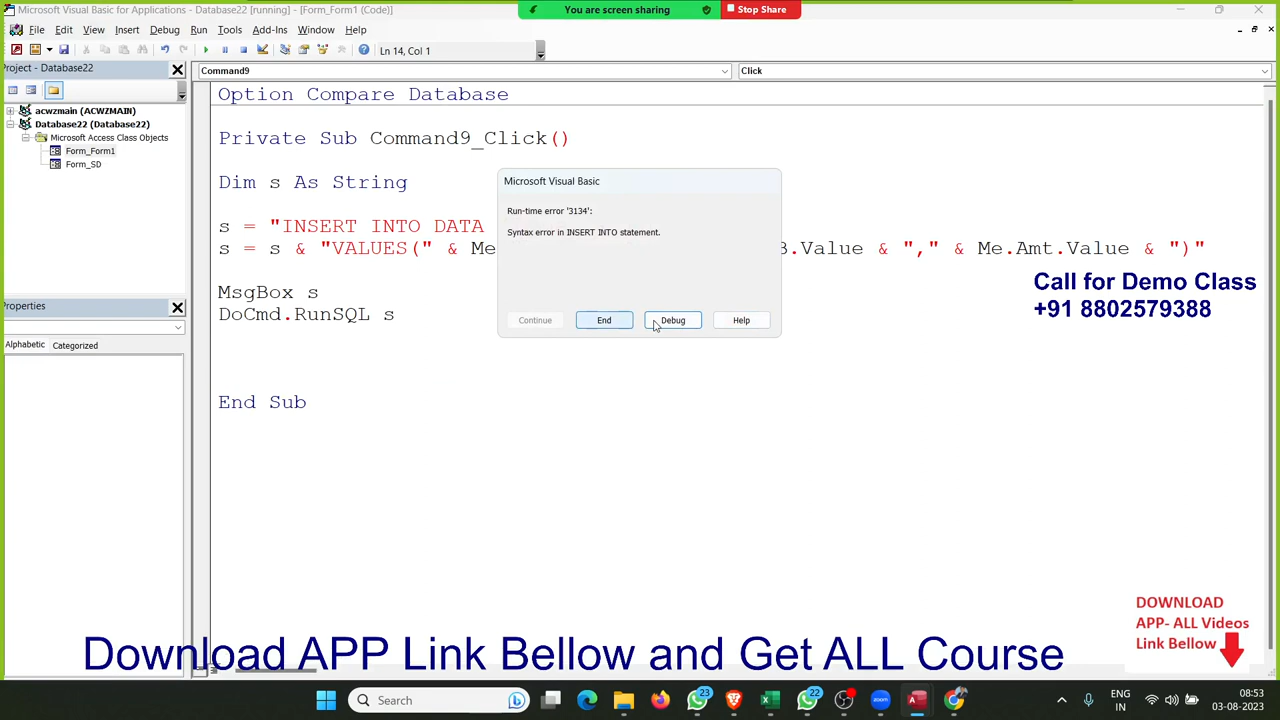 Microsoft Visual Basic for Applications - Database22 [running] - [Form_Form1 (Code)]
You are screen sharing
Stop Share
File Edit View Insert Debug Run Tools Add-Ins Window Help
Ln 14, Col 1
Project - Database22
Command9
Click
acwzmain (ACWZMAIN)
Database22 (Database22)
Microsoft Access Class Objects
Form_Form1
Form_SD
Properties
Alphabetic Categorized
Option Compare Database
Private Sub Command9_Click()
Dim s As String
s = "INSERT INTO DATA
s = s & "VALUES(" & Me
.Value & "," & Me.Amt.Value & ")"
MsgBox s
DoCmd.RunSQL s
End Sub
Microsoft Visual Basic
Run-time error '3134':
Syntax error in INSERT INTO statement.
Continue End Debug Help
Call for Demo Class
+91 8802579388
DOWNLOAD
APP- ALL Videos
Link Bellow
Download APP Link Bellow and Get ALL Course
Search
23
22
zoom
ENG
IN
08:53
03-08-2023